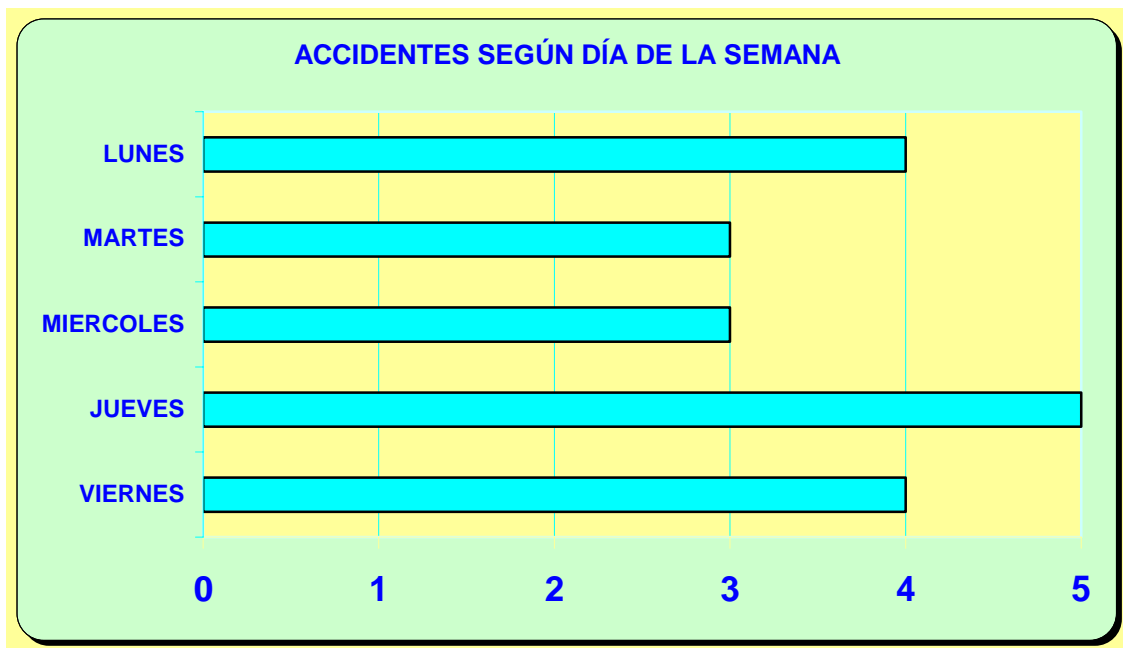 ACCIDENTES SEGÚN DÍA DE LA SEMANA
LUNES
MARTES
MIERCOLES
JUEVES
VIERNES
0 1 2 3 4 5